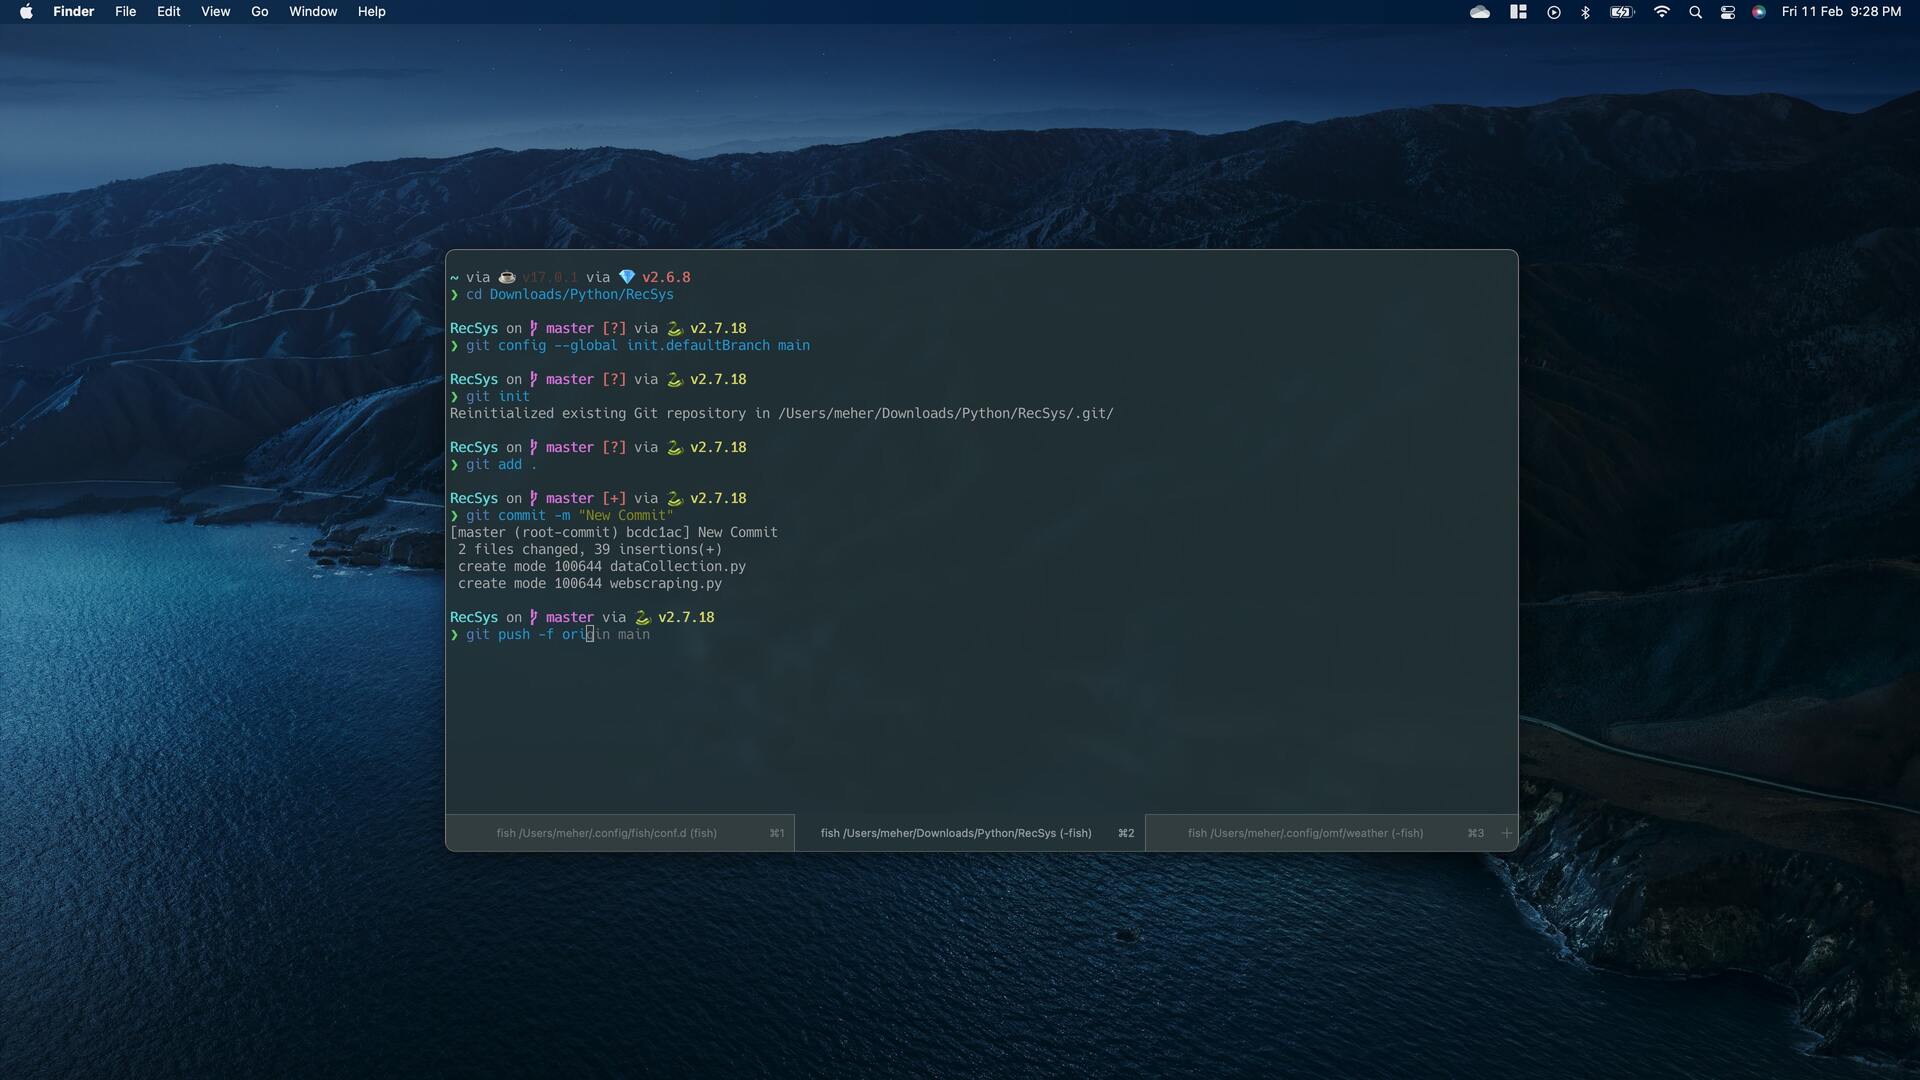 Finder File Edit View Go Window Help Fri 11 Feb 9:28 PM
~ via ☕ v17.0.1 via 💎 v2.6.8
❯ cd Downloads/Python/RecSys
RecSys on master [?] via 🐍 v2.7.18
❯ git config --global init.defaultBranch main
RecSys on master [?] via 🐍 v2.7.18
❯ git init
Reinitialized existing Git repository in /Users/meher/Downloads/Python/RecSys/.git/
RecSys on master [?] via 🐍 v2.7.18
❯ git add .
RecSys on master [+] via 🐍 v2.7.18
❯ git commit -m "New Commit"
[master (root-commit) bcdc1ac] New Commit
2 files changed, 39 insertions(+)
create mode 100644 dataCollection.py
create mode 100644 webscraping.py
RecSys on master via 🐍 v2.7.18
❯ git push -f origin main
fish /Users/meher/.config/fish/conf.d (fish) ⌘1 fish /Users/meher/Downloads/Python/RecSys (-fish) ⌘2 fish /Users/meher/.config/omf/weather (-fish) ⌘3 +